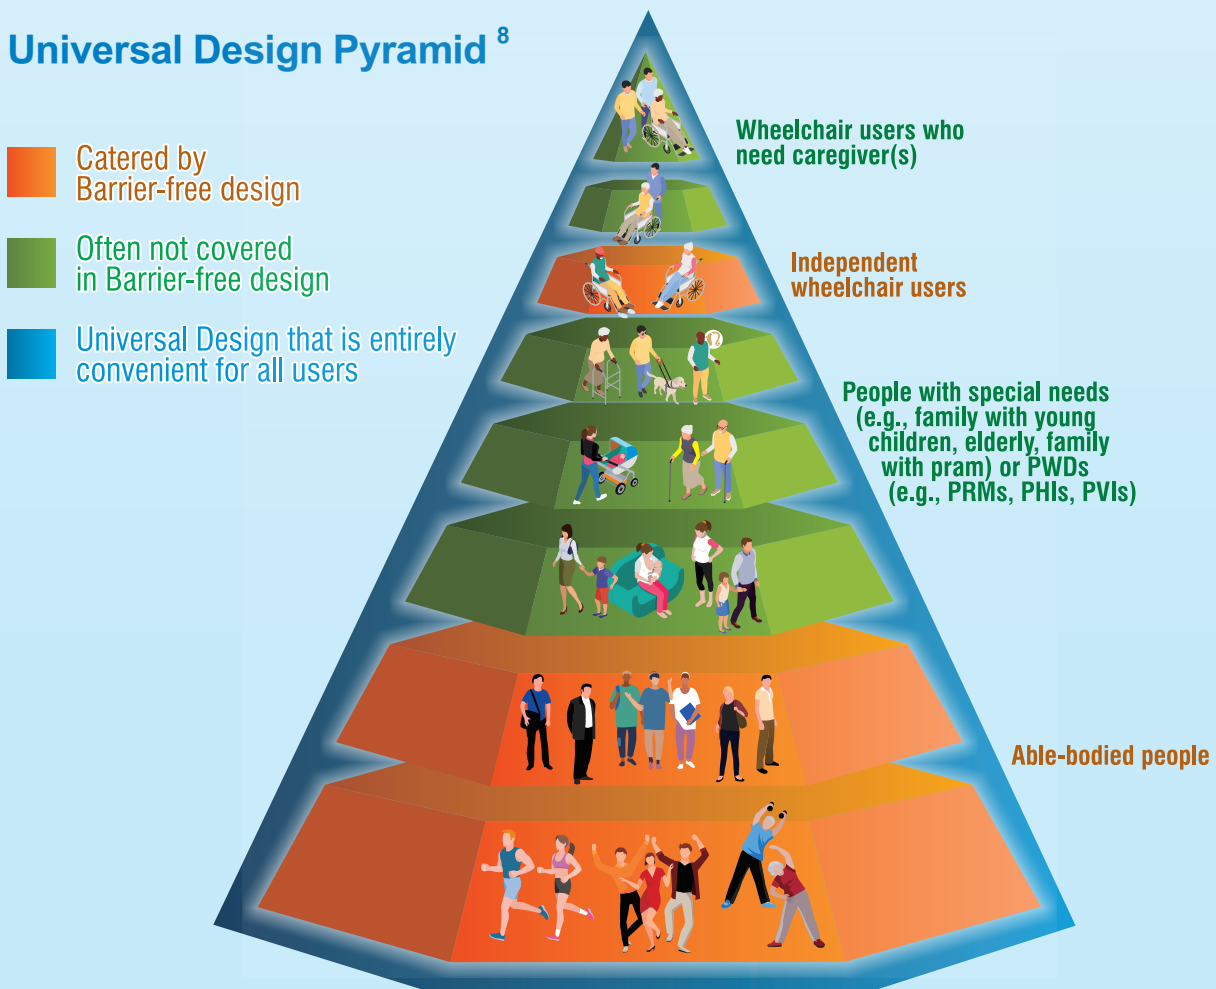 Universal Design Pyramid 8
Catered by
Barrier-free design
Often not covered
in Barrier-free design
Universal Design that is entirely
convenient for all users
Wheelchair users who
need caregiver(s)
Independent
wheelchair users
People with special needs
(e.g., family with young
children, elderly, family
with pram) or PWDs
(e.g., PRMs, PHIs, PVIs)
Able-bodied people